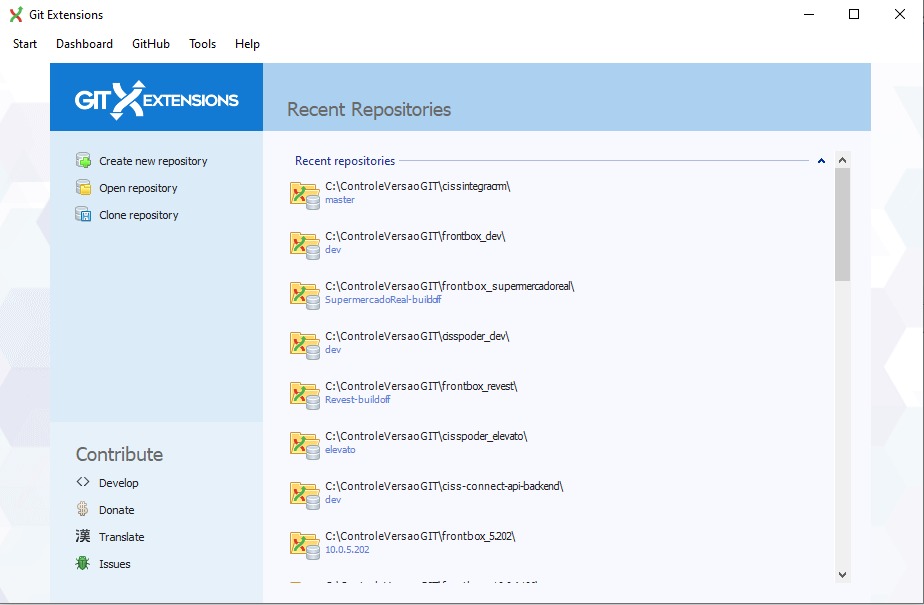 Git Extensions
Start Dashboard GitHub Tools Help
GIT EXTENSIONS
Recent Repositories
Create new repository
Open repository
Clone repository
Contribute
Develop
Donate
漢 Translate
Issues
Recent repositories
C:\ControleVersaoGIT\cissintegracrm\
master
C:\ControleVersaoGIT\frontbox_dev\
dev
C:\ControleVersaoGIT\frontbox_supermercadoreal\
SupermercadoReal-buildoff
C:\ControleVersaoGIT\cisspoder_dev\
dev
C:\ControleVersaoGIT\frontbox_revest\
Revest-buildoff
C:\ControleVersaoGIT\cisspoder_elevato\
elevato
C:\ControleVersaoGIT\ciss-connect-api-backend\
dev
C:\ControleVersaoGIT\frontbox_5.202\
10.0.5.202